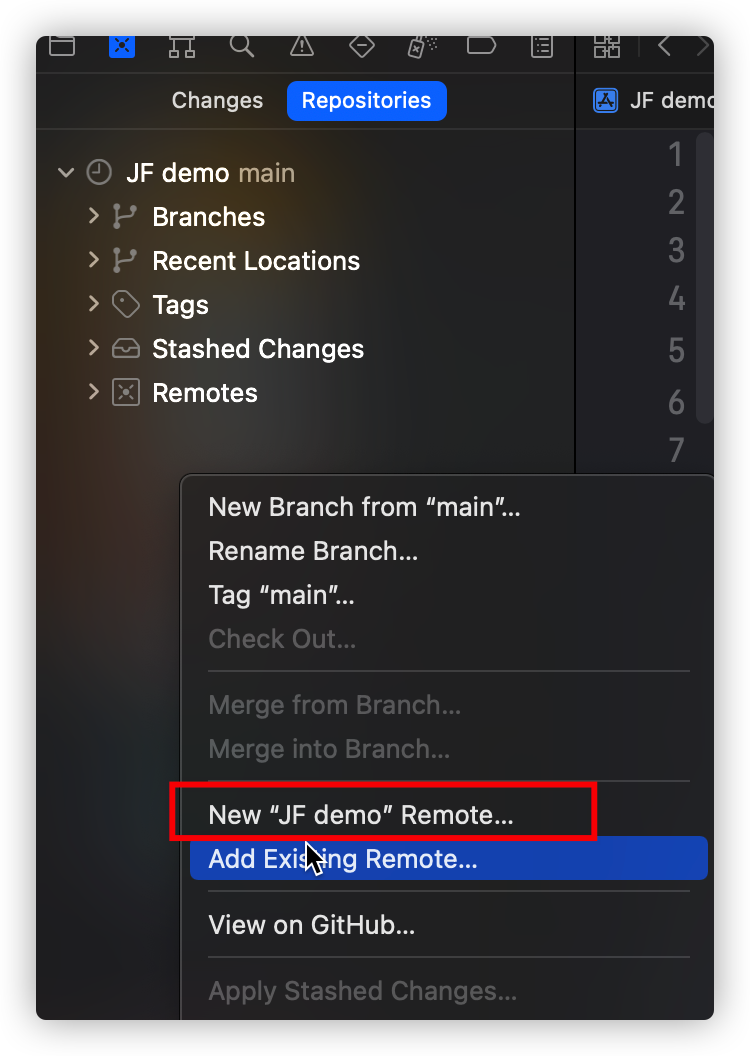 Changes Repositories
JF demo
JF demo main
Branches
Recent Locations
Tags
Stashed Changes
Remotes
1
2
3
4
5
6
7
New Branch from “main”...
Rename Branch...
Tag “main”...
Check Out...
Merge from Branch...
Merge into Branch...
New “JF demo” Remote...
Add Existing Remote...
View on GitHub...
Apply Stashed Changes...